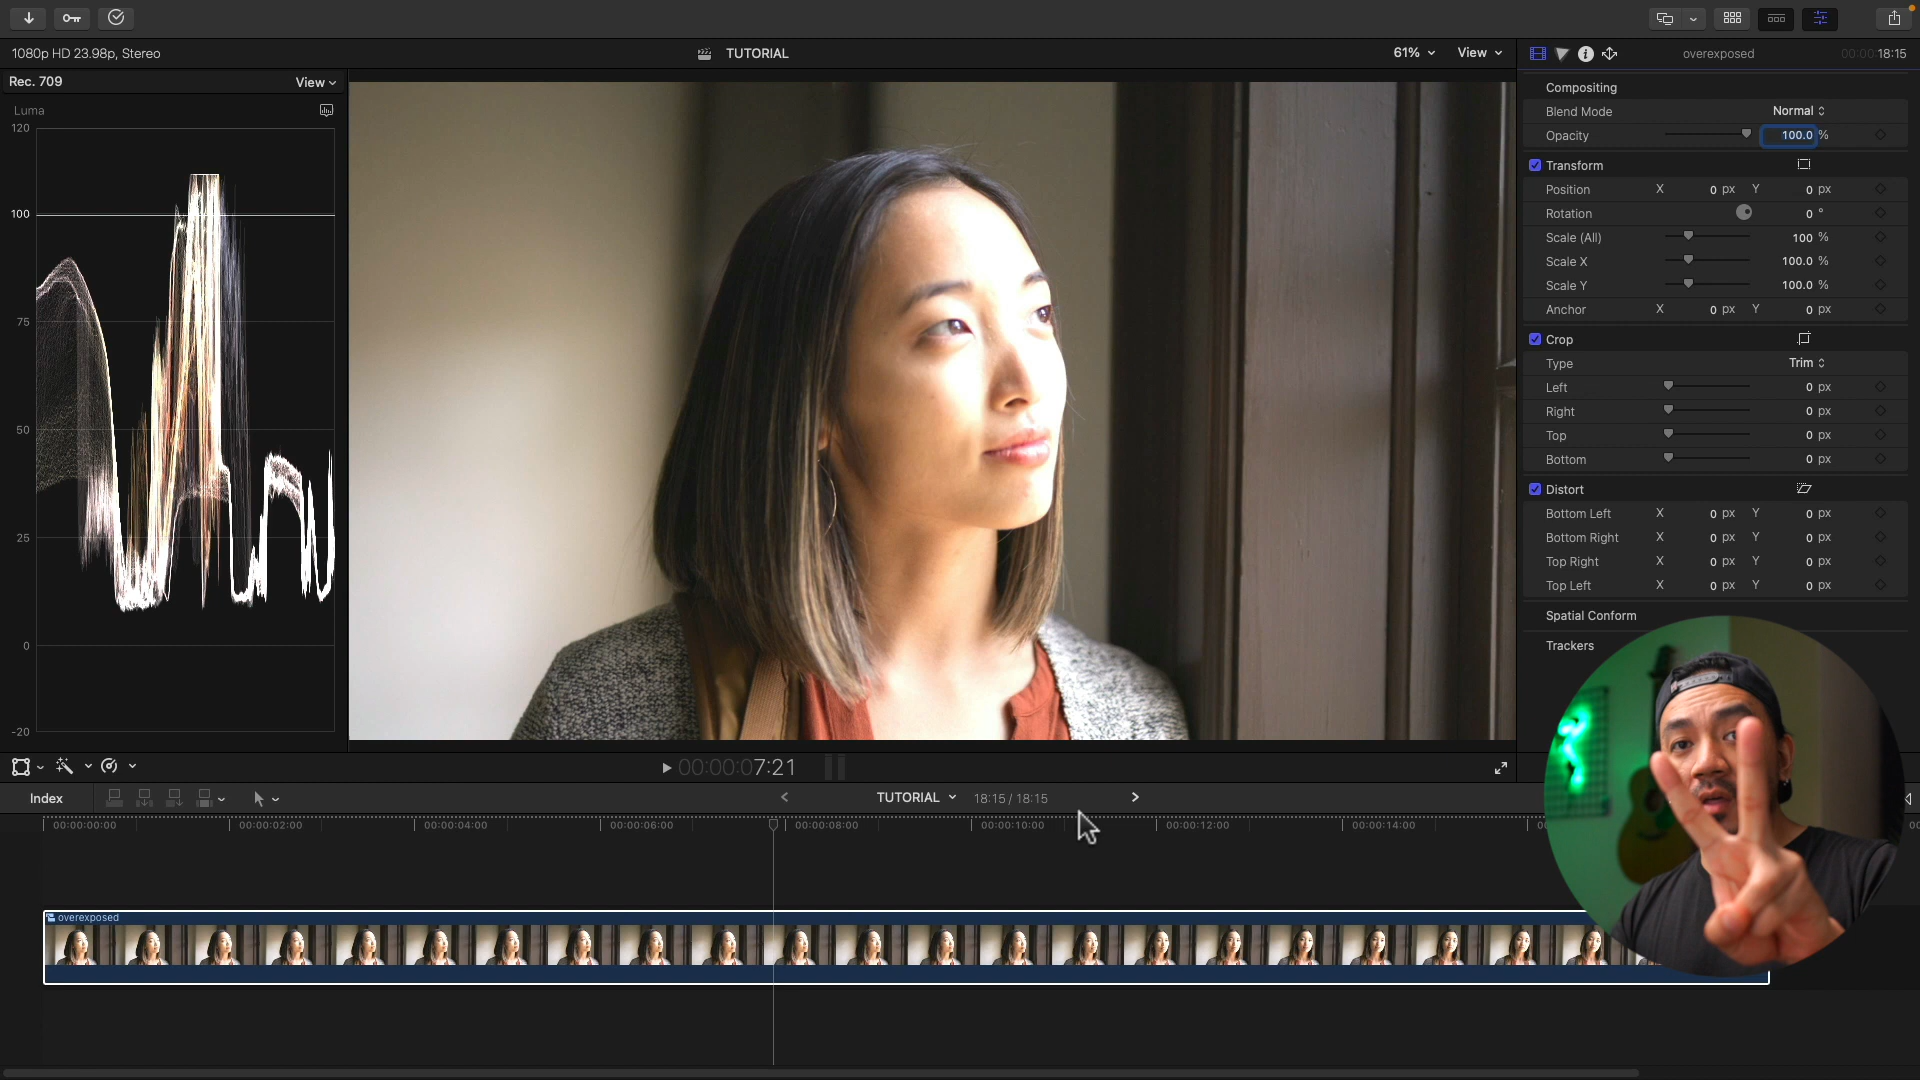 1080p HD 23.98p, Stereo
TUTORIAL
61%
View
overexposed
00:00:18:15
Rec. 709
View
Luma
120
100
75
50
25
0
-20
Compositing
Blend Mode Normal
Opacity 100.0 %
Transform
Position X 0 px Y 0 px
Rotation 0 °
Scale (All) 100 %
Scale X 100.0 %
Scale Y 100.0 %
Anchor X 0 px Y 0 px
Crop
Type Trim
Left 0 px
Right 0 px
Top 0 px
Bottom 0 px
Distort
Bottom Left X 0 px Y 0 px
Bottom Right X 0 px Y 0 px
Top Right X 0 px Y 0 px
Top Left X 0 px Y 0 px
Spatial Conform
Trackers
00:00:07:21
Index
TUTORIAL
18:15 / 18:15
00:00:00:00
00:00:02:00
00:00:04:00
00:00:06:00
00:00:08:00
00:00:10:00
00:00:12:00
00:00:14:00
overexposed